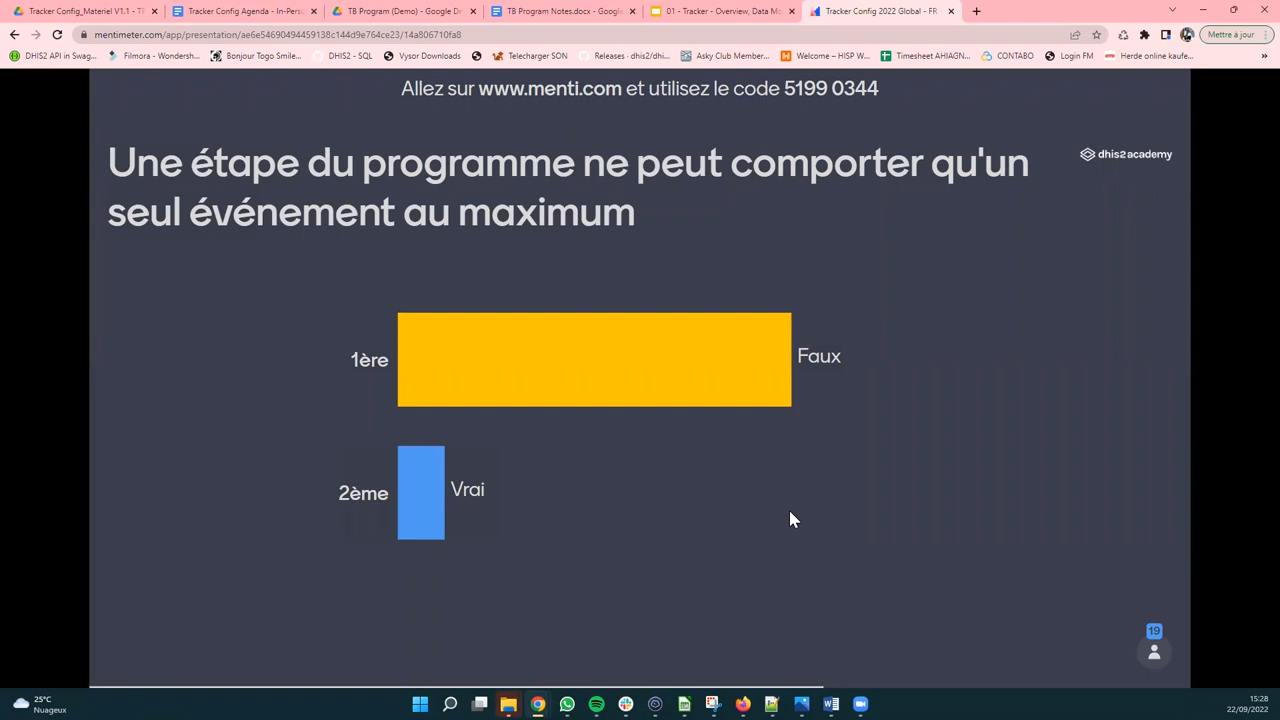 Tracker Config_Materiel V1.1 - TF
Tracker Config Agenda - In-Perso
TB Program (Demo) - Google Dr
TB Program Notes.docx - Google
01 - Tracker - Overview, Data Mo
Tracker Config 2022 Global - FR
mentimeter.com/app/presentation/ae6e54690494459138c144d9e764ce23/14a806710fa8
Mettre à jour
DHIS2 API in Swag...
Filmora - Wondersh...
Bonjour Togo Smile...
DHIS2 - SQL
Vysor Downloads
Telecharger SON
Releases · dhis2/dhi...
Asky Club Member...
Welcome ~ HISP W...
Timesheet AHIAGN...
CONTABO
Login FM
Herde online kaufe...
Allez sur www.menti.com et utilisez le code 5199 0344
Une étape du programme ne peut comporter qu'un
seul événement au maximum
dhis2 academy
1ère
Faux
2ème
Vrai
19
25°C
Nuageux
15:28
22/09/2022